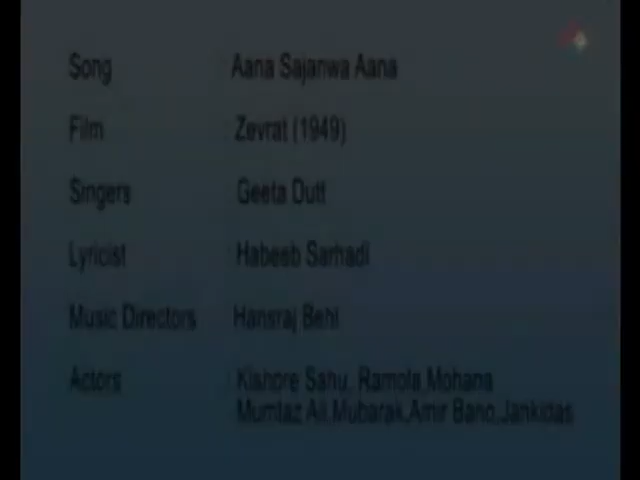 Song : Aana Sajanwa Aana
Film : Zevrat (1949)
Singers : Geeta Dutt
Lyricist : Habeeb Sarhadi
Music Directors : Hansraj Behl
Actors : Kishore Sahu, Ramola,Mohana
Mumtaz Ali,Mubarak,Amir Bano,Jankidas